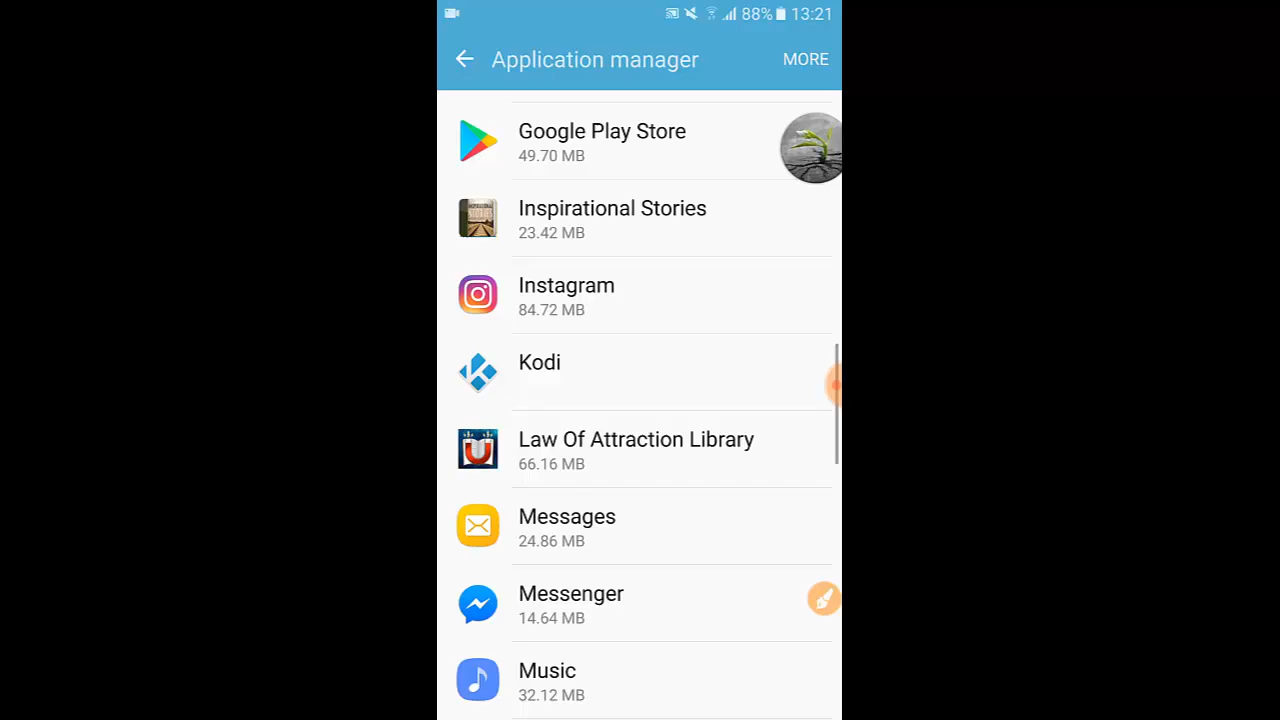 88% 13:21
Application manager
MORE
Google Play Store
49.70 MB
Inspirational Stories
23.42 MB
Instagram
84.72 MB
Kodi
Law Of Attraction Library
66.16 MB
Messages
24.86 MB
Messenger
14.64 MB
Music
32.12 MB